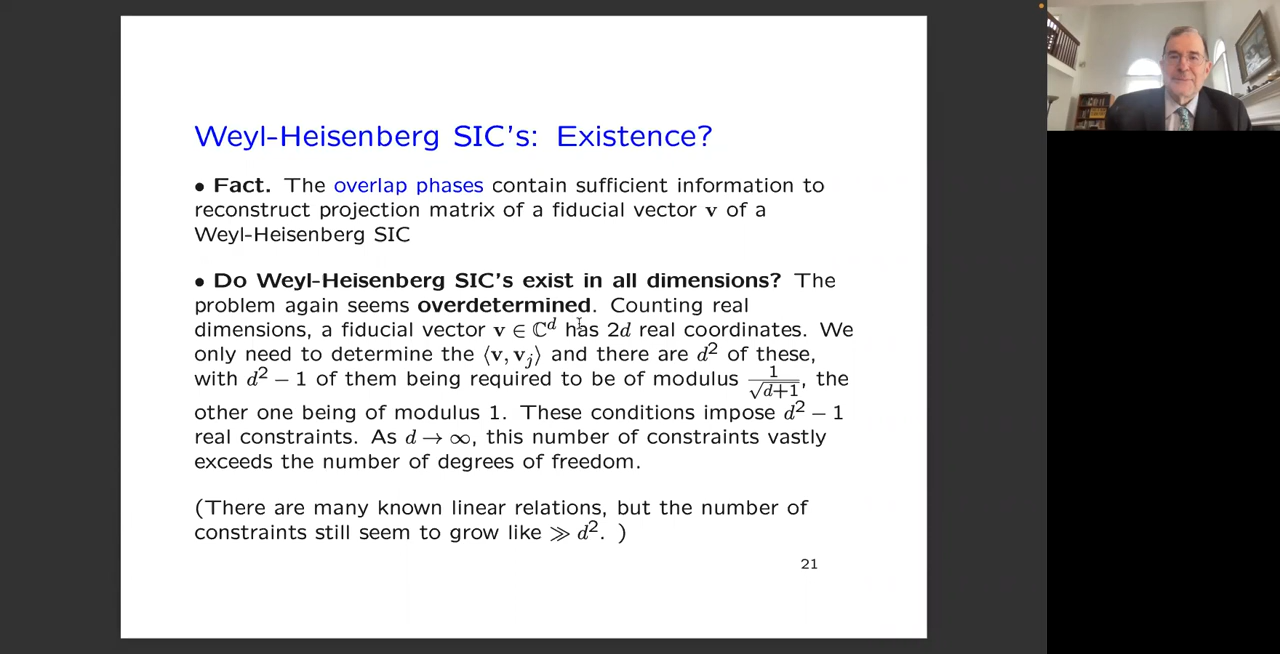 Weyl-Heisenberg SIC's: Existence?
• Fact. The overlap phases contain sufficient information to
reconstruct projection matrix of a fiducial vector v of a
Weyl-Heisenberg SIC
• Do Weyl-Heisenberg SIC's exist in all dimensions? The
problem again seems overdetermined. Counting real
dimensions, a fiducial vector v ∈ ℂ^d has 2d real coordinates. We
only need to determine the ⟨v, v_j⟩ and there are d² of these,
with d² − 1 of them being required to be of modulus 1/√(d+1), the
other one being of modulus 1. These conditions impose d² − 1
real constraints. As d → ∞, this number of constraints vastly
exceeds the number of degrees of freedom.
(There are many known linear relations, but the number of
constraints still seem to grow like ≫ d². )
21